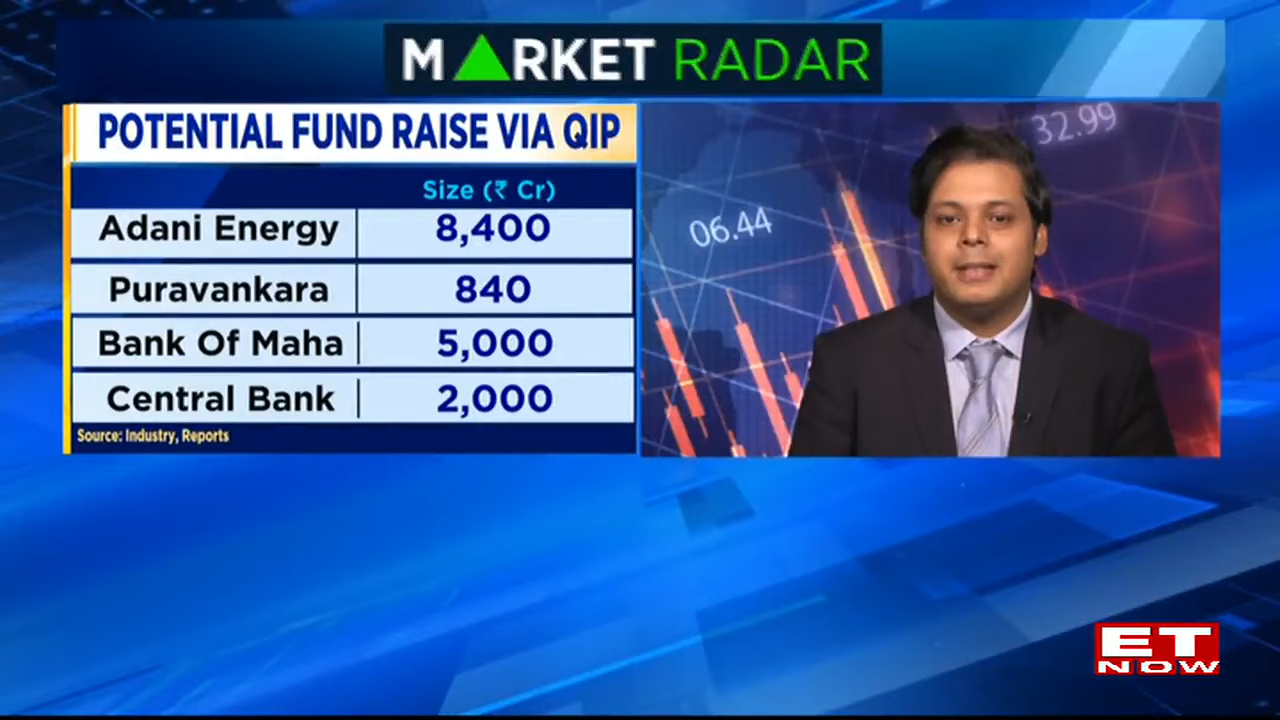 MARKET RADAR
POTENTIAL FUND RAISE VIA QIP
Size (₹ Cr)
Adani Energy 8,400
Puravankara 840
Bank Of Maha 5,000
Central Bank 2,000
Source: Industry, Reports
06.44
32.99
ET
NOW